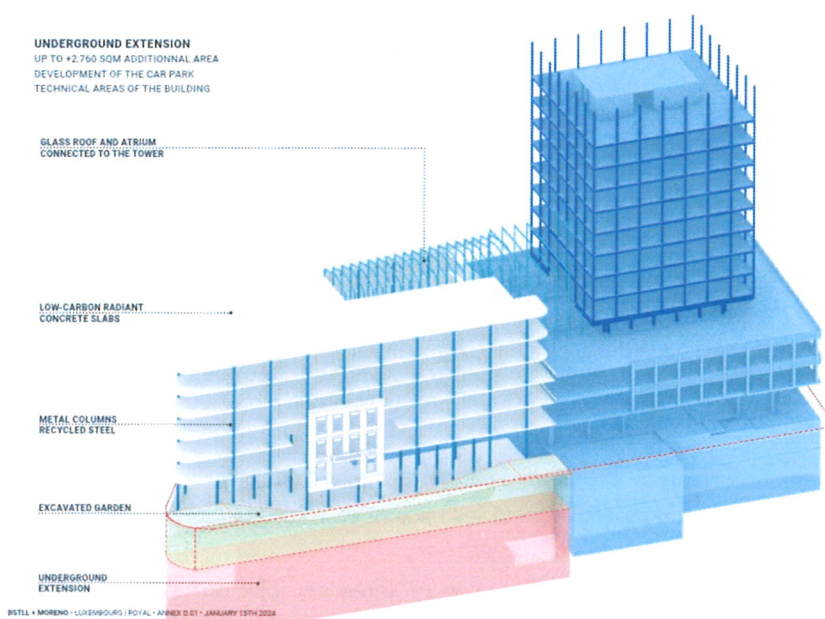 UNDERGROUND EXTENSION
UP TO +2.760 SQM ADDITIONNAL AREA
DEVELOPMENT OF THE CAR PARK
TECHNICAL AREAS OF THE BUILDING
GLASS ROOF AND ATRIUM
CONNECTED TO THE TOWER
LOW-CARBON RADIANT
CONCRETE SLABS
METAL COLUMNS
RECYCLED STEEL
EXCAVATED GARDEN
UNDERGROUND
EXTENSION
BSTLL + MORENO • LUXEMBOURG | ROYAL • ANNEX D.01 • JANUARY 15TH 2024